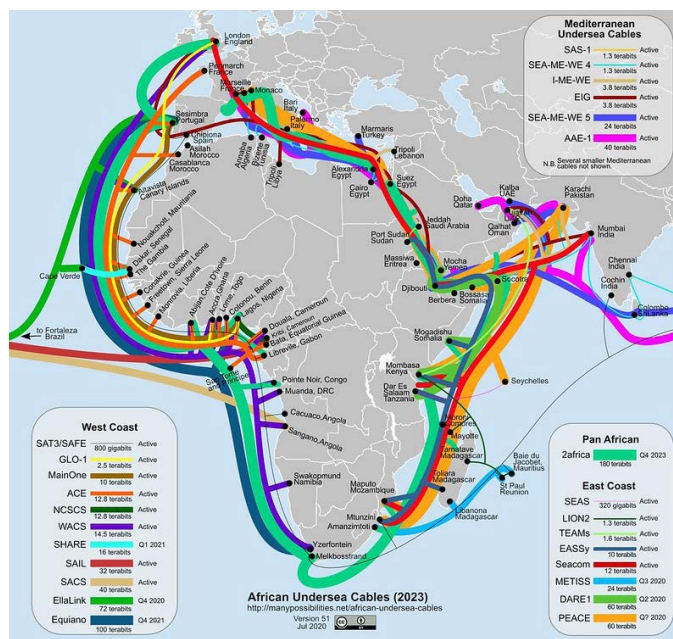 Mediterranean
Undersea Cables
SAS-1
Active
1.3 terabits
SEA-ME-WE 4
Active
1.3 terabits
I-ME-WE
Active
3.8 terabits
EIG
Active
3.8 terabits
SEA-ME-WE 5
Active
24 terabits
AAE-1
Active
40 terabits
N.B. Several smaller Mediterranean
cables not shown.
London
England
Penmarch
France
Marseille
France
Monaco
Bari
Italy
Palermo
Italy
Sesimbra
Portugal
Chipiona
Spain
Asilah
Morocco
Casablanca
Morocco
Annaba
Algeria
Bizerte
Tunisia
Tripoli
Libya
Marmaris
Turkey
Tripoli
Lebanon
Alexandria
Egypt
Cairo
Egypt
Suez
Egypt
Altavista
Canary Islands
Nouakchott, Mauritania
Dakar, Senegal
The Gambia
Cape Verde
Conakrie, Guinea
Freetown, Sierra Leone
Monrovia, Liberia
Abijan, Cote D'ivoire
Accra, Ghana
Lome, Togo
Cotonou, Benin
Lagos, Nigeria
Douala, Cameroun
Kribi, Cameroun
Bata, Equatorial Guinea
Libreville, Gabon
Sao Tome
and Principe
to Fortaleza
Brazil
Pointe Noir, Congo
Muanda, DRC
Cacuaco, Angola
Sangano, Angola
Swakopmund
Namibia
Yzerfontein
Melkbosstrand
Jeddah
Saudi Arabia
Port Sudan
Sudan
Massiwa
Eritrea
Mocha
Yemen
Djibouti
Berbera
Bossaso
Somalia
Socotra
Doha
Qatar
Kalba
UAE
Fujairah
UAE
Qalhat
Oman
Karachi
Pakistan
Mumbai
India
Chennai
India
Cochin
India
Colombo
Sri Lanka
Mogadishu
Somalia
Mombasa
Kenya
Dar Es
Salaam
Tanzania
Seychelles
Moroni
Comores
Mayotte
Tamatave
Madagascar
Toliara
Madagascar
Libanona
Madagascar
Baie du
Jacobet,
Mauritius
St Paul
Reunion
Maputo
Mozambique
Mtunzini
Amanzimtoti
West Coast
SAT3/SAFE
Active
800 gigabits
GLO-1
Active
2.5 terabits
MainOne
Active
10 terabits
ACE
Active
12.8 terabits
NCSCS
Active
12.8 terabits
WACS
Active
14.5 terabits
SHARE
Q1 2021
16 terabits
SAIL
Active
32 terabits
SACS
Active
40 terabits
EllaLink
Q4 2020
72 terabits
Equiano
Q4 2021
100 terabits
Pan African
2africa
Q4 2023
180 terabits
East Coast
SEAS
Active
320 gigabits
LION2
Active
1.3 terabits
TEAMs
Active
1.6 terabits
EASSy
Active
10 terabits
Seacom
Active
12 terabits
METISS
Q3 2020
24 terabits
DARE1
Q2 2020
60 terabits
PEACE
Q? 2020
60 terabits
African Undersea Cables (2023)
http://manypossibilities.net/african-undersea-cables
Version 51
Jul 2020
cc
BY